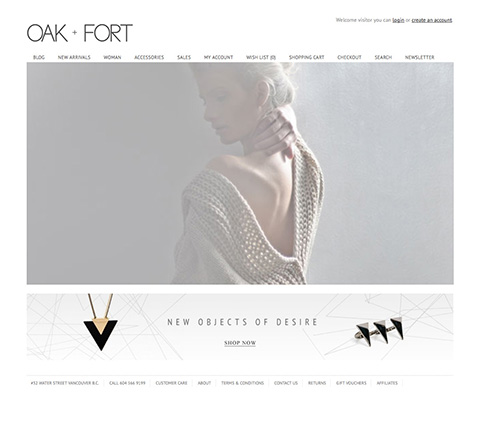 Welcome visitor you can login or create an account.
OAK + FORT
BLOG NEW ARRIVALS WOMAN ACCESSORIES SALES MY ACCOUNT WISH LIST (0) SHOPPING CART CHECKOUT SEARCH NEWSLETTER
NEW OBJECTS OF DESIRE
SHOP NOW
432 WATER STREET VANCOUVER B.C. CALL 604 566 9199 CUSTOMER CARE ABOUT TERMS & CONDITIONS CONTACT US RETURNS GIFT VOUCHERS AFFILIATES